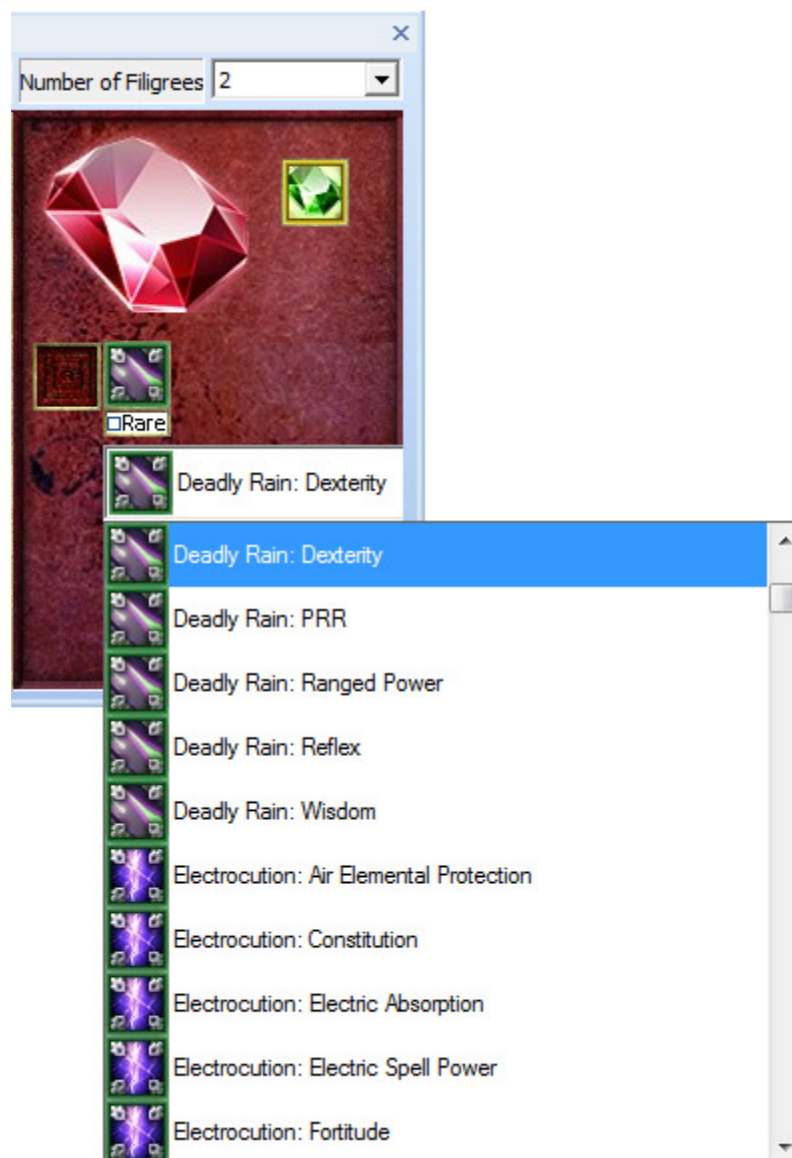 Number of Filigrees 2
Rare
Deadly Rain: Dexterity
Deadly Rain: Dexterity
Deadly Rain: PRR
Deadly Rain: Ranged Power
Deadly Rain: Reflex
Deadly Rain: Wisdom
Electrocution: Air Elemental Protection
Electrocution: Constitution
Electrocution: Electric Absorption
Electrocution: Electric Spell Power
Electrocution: Fortitude